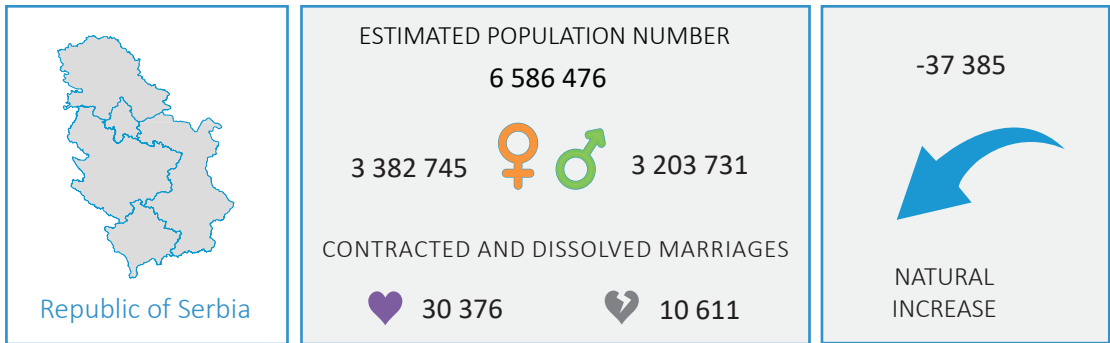 Republic of Serbia
ESTIMATED POPULATION NUMBER
6 586 476
3 382 745
3 203 731
CONTRACTED AND DISSOLVED MARRIAGES
30 376
10 611
-37 385
NATURAL
INCREASE